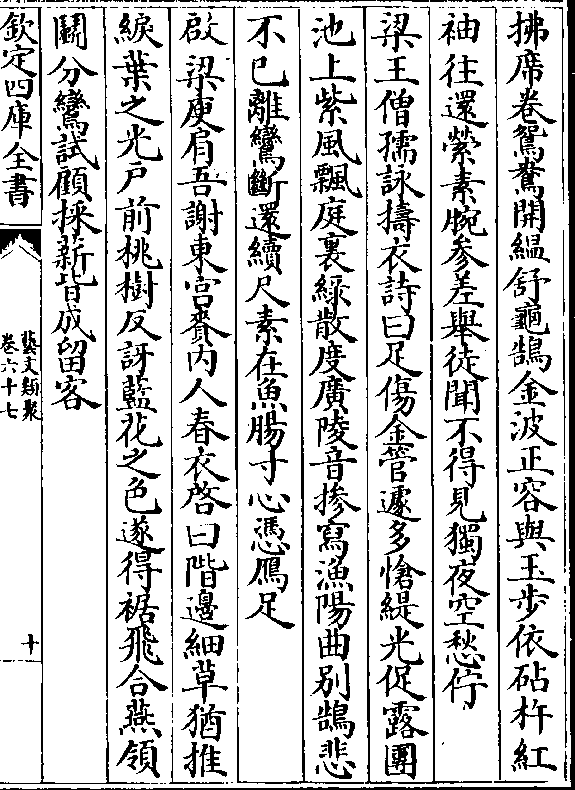 拂席卷鴛鴦開緼舒龜鵠金波正容與玉步依砧杵紅
袖往還縈素腕参差舉徒聞不得見獨夜空愁佇
梁王僧孺詠擣衣詩曰足傷金管遽多愴緹光促露團
池上紫風飄庭裏綠散度廣陵音摻寫漁陽曲别鵠悲
不已離鸞斷還續尺素在魚腸寸心憑鴈足
啟梁庾肩吾謝東宫賚内人春衣啓曰階邊細草猶推
綟葉之光戸前桃樹反訝藍花之色遂得裾飛合燕領
鬭分鸞試顧採薪皆成留客
欽定四庫全書
藝文類聚
卷六十七
十